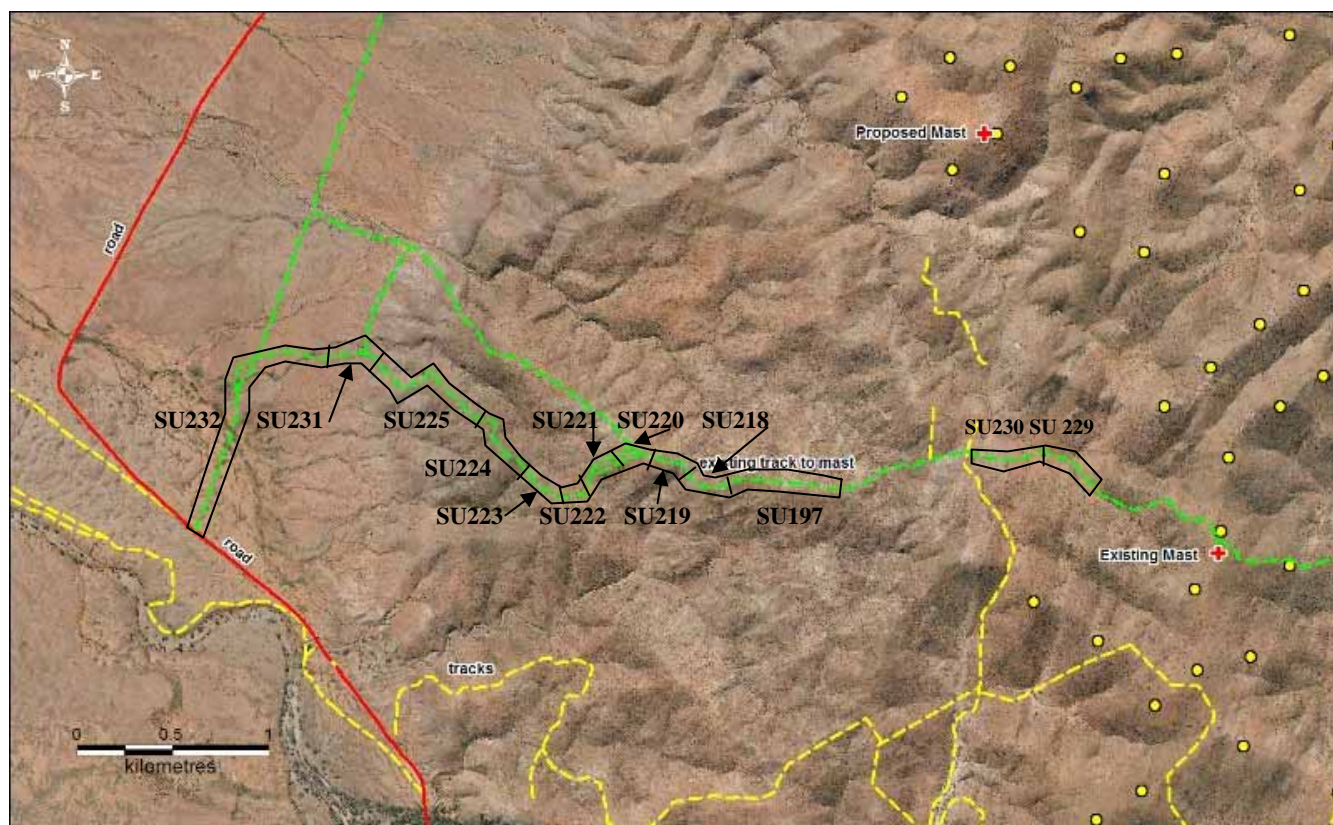 N
W E
S
Proposed Mast
road
SU232
SU231
SU225
SU221
SU220
SU218
SU230 SU 229
existing track to mast
SU224
SU223
SU222
SU219
SU197
road
Existing Mast
tracks
0 0.5 1
kilometres